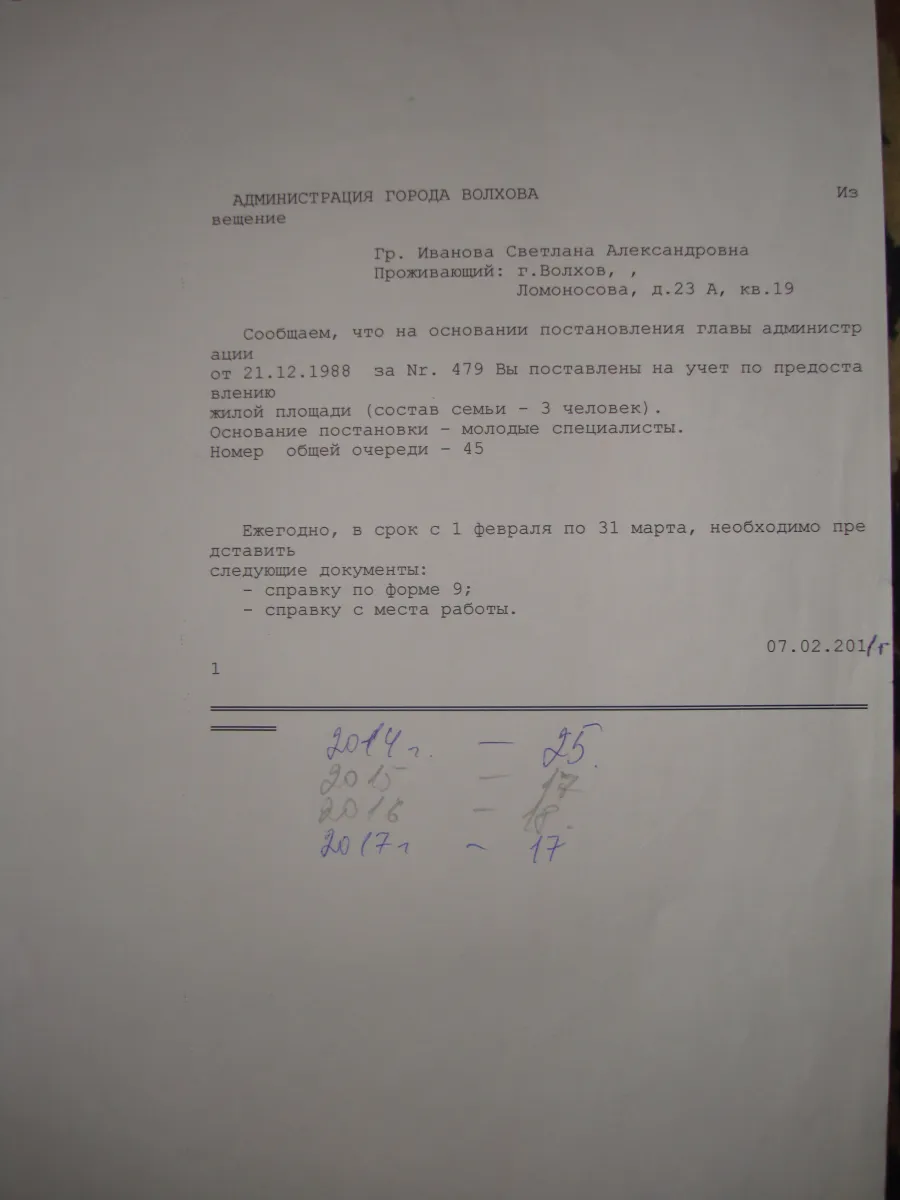 АДМИНИСТРАЦИЯ ГОРОДА ВОЛХОВА Из
вещение
Гр. Иванова Светлана Александровна
Проживающий: г.Волхов, ,
Ломоносова, д.23 А, кв.19
Сообщаем, что на основании постановления главы администр
ации
от 21.12.1988 за Nr. 479 Вы поставлены на учет по предоста
влению
жилой площади (состав семьи - 3 человек).
Основание постановки - молодые специалисты.
Номер общей очереди - 45
Ежегодно, в срок с 1 февраля по 31 марта, необходимо пре
дставить
следующие документы:
- справку по форме 9;
- справку с места работы.
07.02.2011г
1
2014г. - 25.
2015 - 17
2016 - 18.
2017г - 17